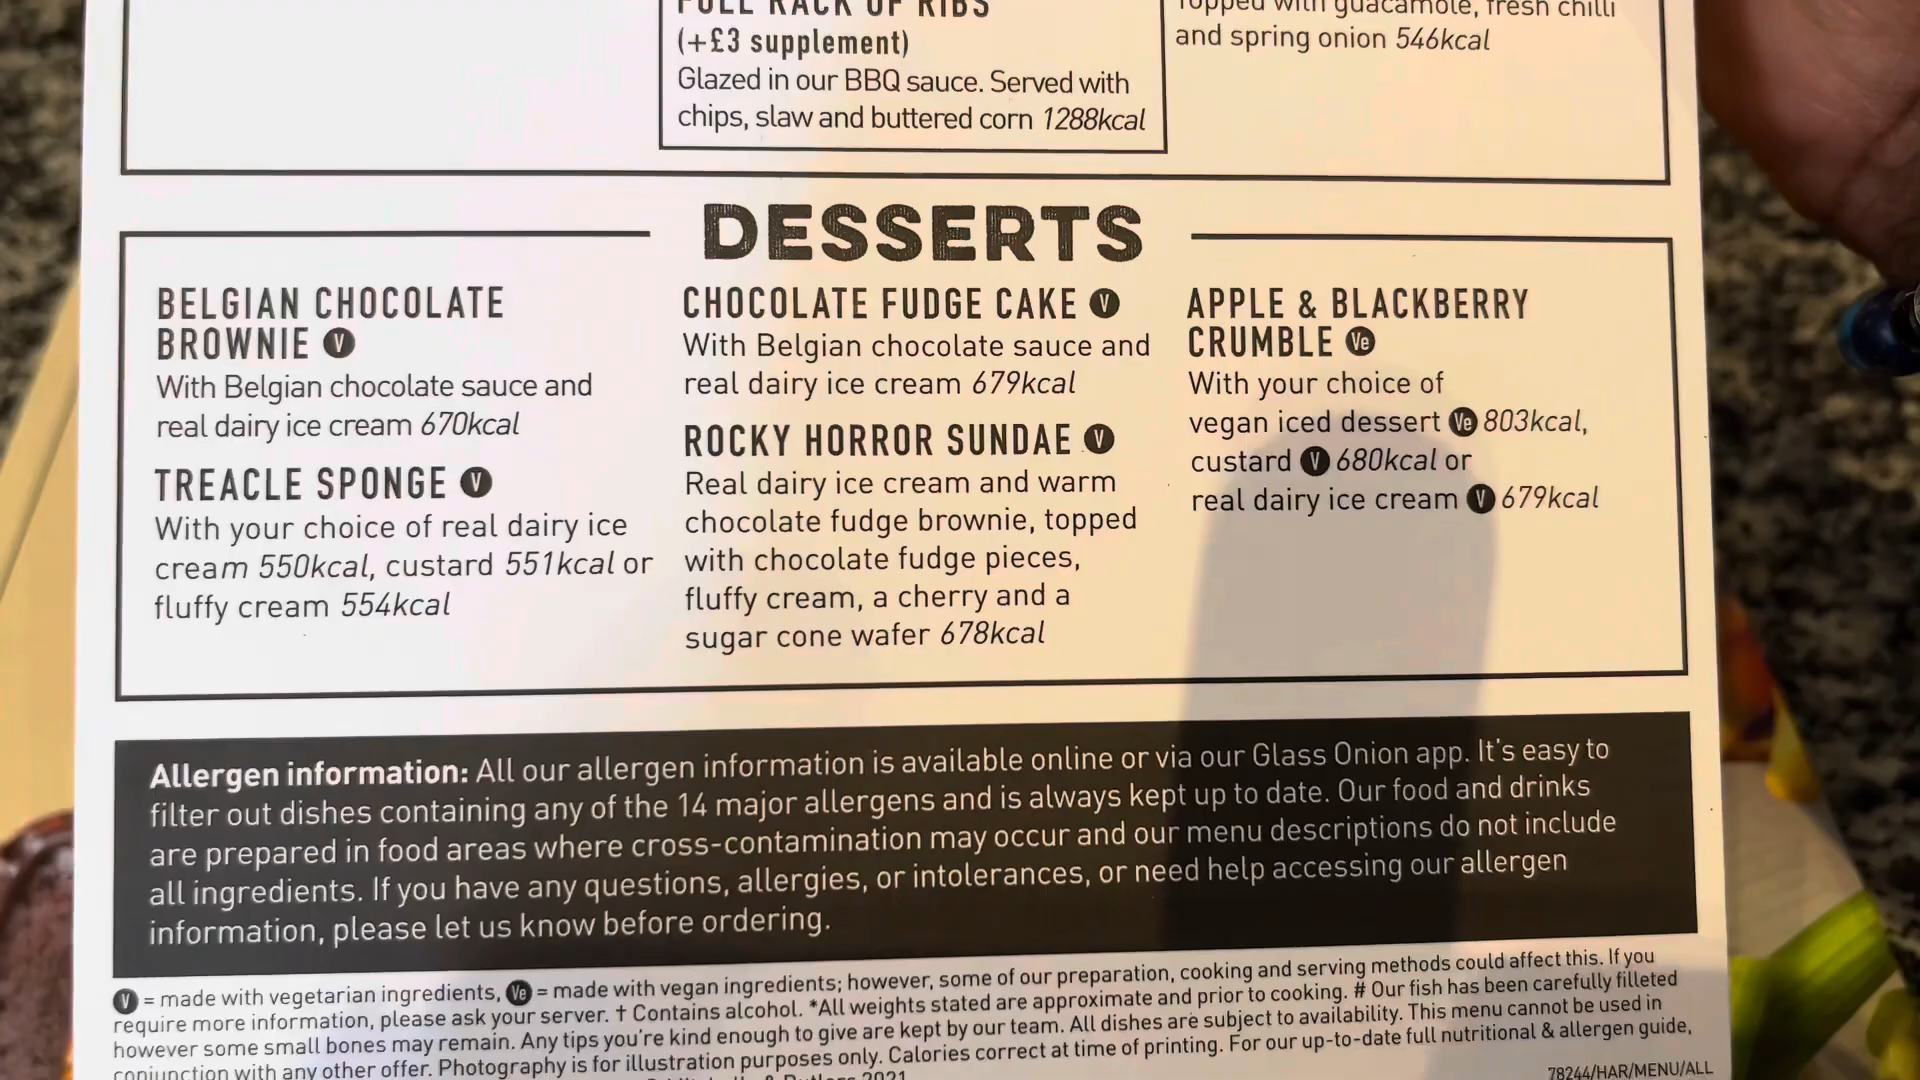 FULL RACK OF RIBS
(+£3 supplement)
Glazed in our BBQ sauce. Served with
chips, slaw and buttered corn 1288kcal
Topped with guacamole, fresh chilli
and spring onion 546kcal
DESSERTS
BELGIAN CHOCOLATE
BROWNIE V
With Belgian chocolate sauce and
real dairy ice cream 670kcal
TREACLE SPONGE V
With your choice of real dairy ice
cream 550kcal, custard 551kcal or
fluffy cream 554kcal
CHOCOLATE FUDGE CAKE V
With Belgian chocolate sauce and
real dairy ice cream 679kcal
ROCKY HORROR SUNDAE V
Real dairy ice cream and warm
chocolate fudge brownie, topped
with chocolate fudge pieces,
fluffy cream, a cherry and a
sugar cone wafer 678kcal
APPLE & BLACKBERRY
CRUMBLE Ve
With your choice of
vegan iced dessert Ve 803kcal,
custard V 680kcal or
real dairy ice cream V 679kcal
Allergen information: All our allergen information is available online or via our Glass Onion app. It's easy to
filter out dishes containing any of the 14 major allergens and is always kept up to date. Our food and drinks
are prepared in food areas where cross-contamination may occur and our menu descriptions do not include
all ingredients. If you have any questions, allergies, or intolerances, or need help accessing our allergen
information, please let us know before ordering.
V = made with vegetarian ingredients, Ve = made with vegan ingredients; however, some of our preparation, cooking and serving methods could affect this. If you
require more information, please ask your server. † Contains alcohol. *All weights stated are approximate and prior to cooking. # Our fish has been carefully filleted
however some small bones may remain. Any tips you're kind enough to give are kept by our team. All dishes are subject to availability. This menu cannot be used in
conjunction with any other offer. Photography is for illustration purposes only. Calories correct at time of printing. For our up-to-date full nutritional & allergen guide,
2021
78244/HAR/MENU/ALL